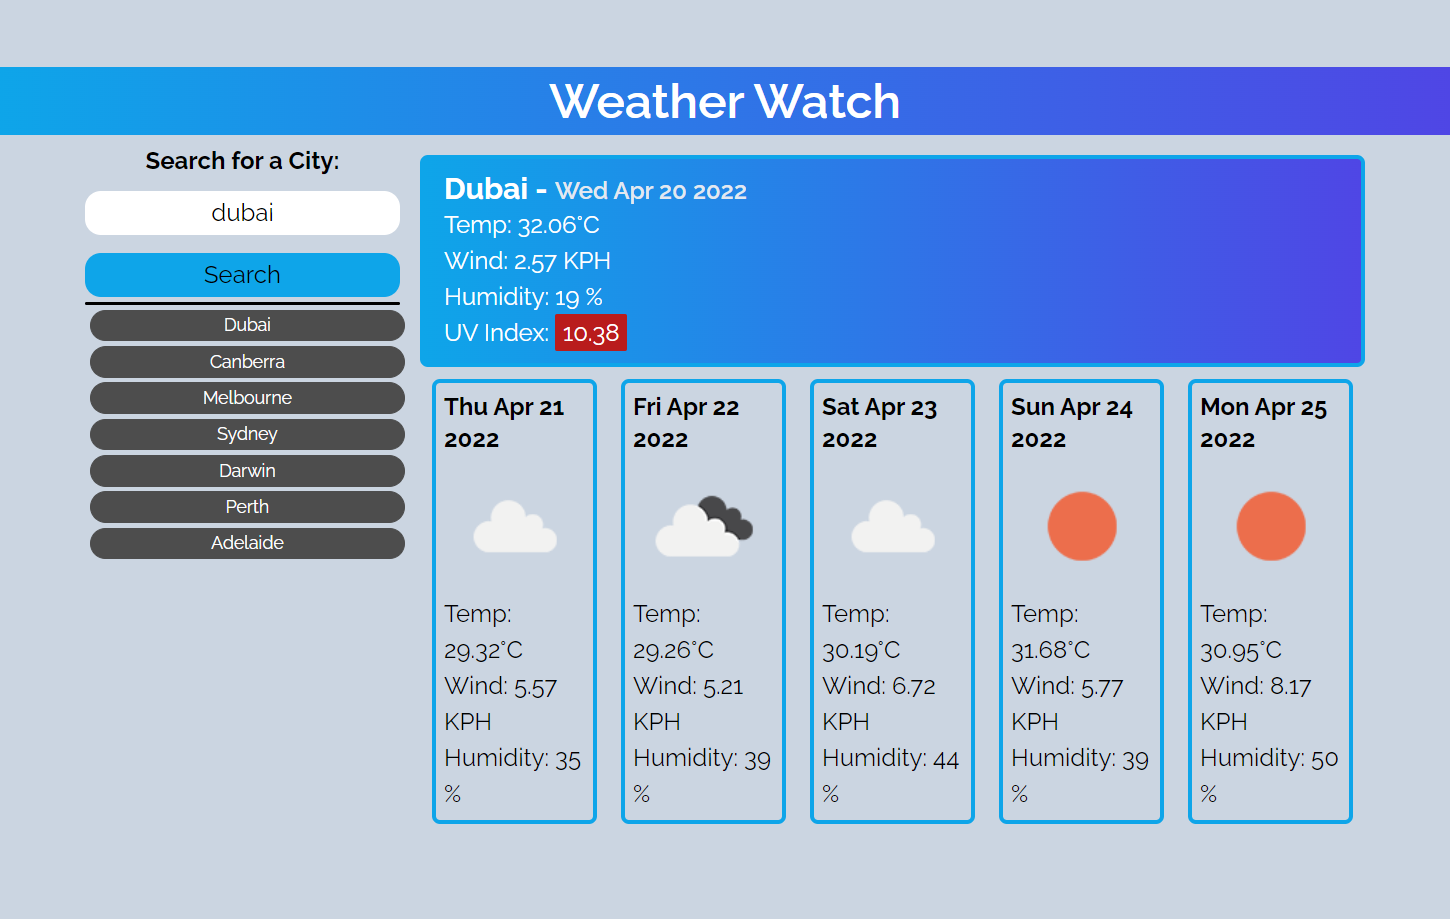 Weather Watch
Search for a City:
dubai
Search
Dubai
Canberra
Melbourne
Sydney
Darwin
Perth
Adelaide
Dubai - Wed Apr 20 2022
Temp: 32.06°C
Wind: 2.57 KPH
Humidity: 19 %
UV Index: 10.38
Thu Apr 21
2022
Temp:
29.32°C
Wind: 5.57
KPH
Humidity: 35
%
Fri Apr 22
2022
Temp:
29.26°C
Wind: 5.21
KPH
Humidity: 39
%
Sat Apr 23
2022
Temp:
30.19°C
Wind: 6.72
KPH
Humidity: 44
%
Sun Apr 24
2022
Temp:
31.68°C
Wind: 5.77
KPH
Humidity: 39
%
Mon Apr 25
2022
Temp:
30.95°C
Wind: 8.17
KPH
Humidity: 50
%